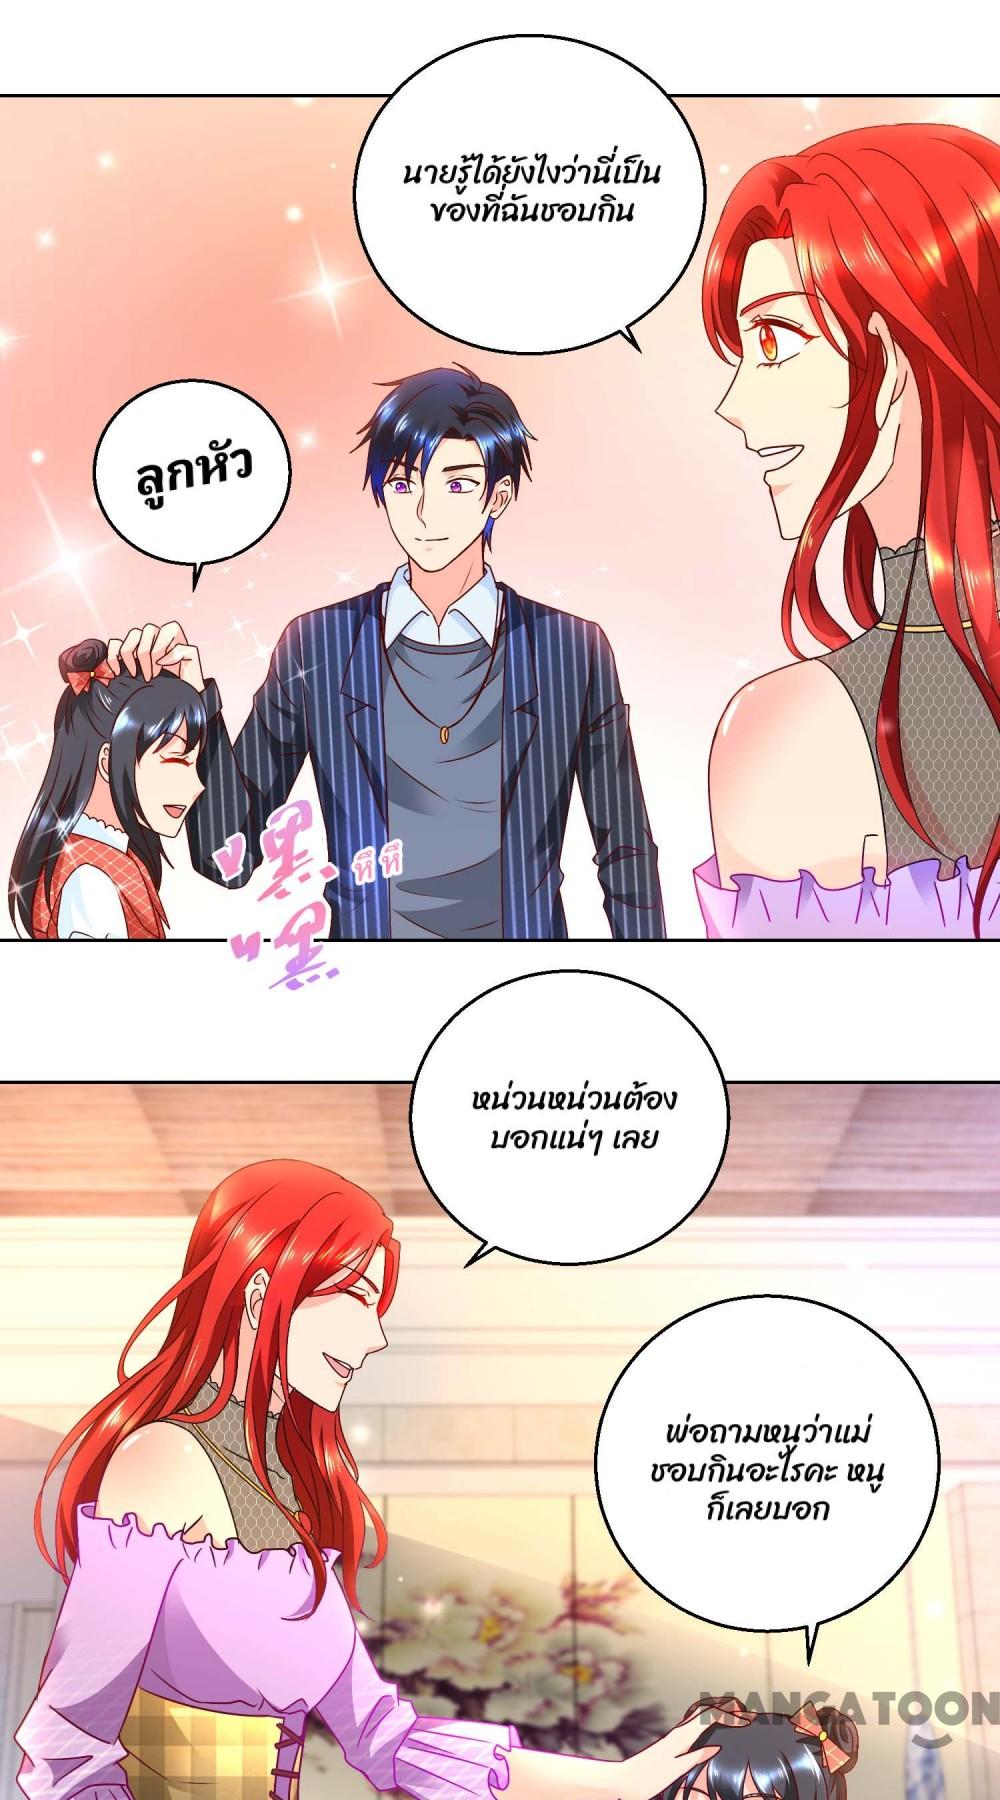 นายรู้ได้ยังไงว่านี่เป็น
ของที่ฉันชอบกิน
ลูกหัว
嘿
หึหึ
嘿
หน่วนหน่วนต้อง
บอกแน่ๆ เลย
พ่อถามหนูว่าแม่
ชอบกินอะไรคะ หนู
ก็เลยบอก
MANGATOON